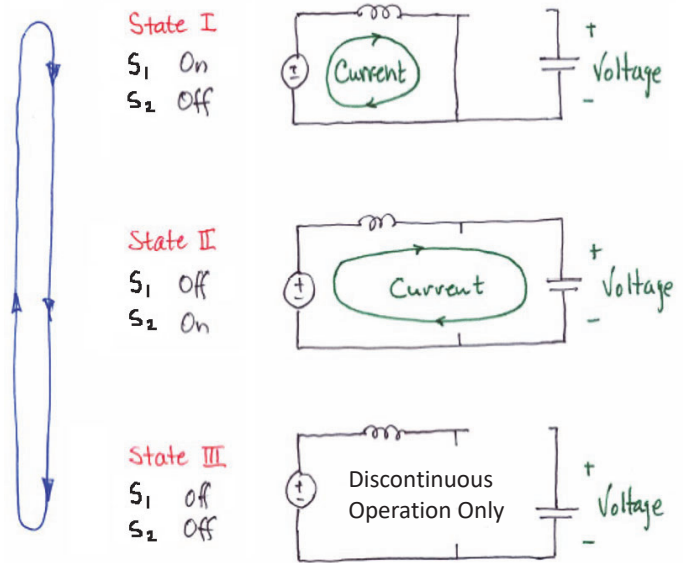 State I
S₁ On
S₂ Off
±
Current
+
Voltage
-
State II
S₁ Off
S₂ On
±
Current
+
Voltage
-
State III
S₁ Off
S₂ Off
±
Discontinuous
Operation Only
+
Voltage
-